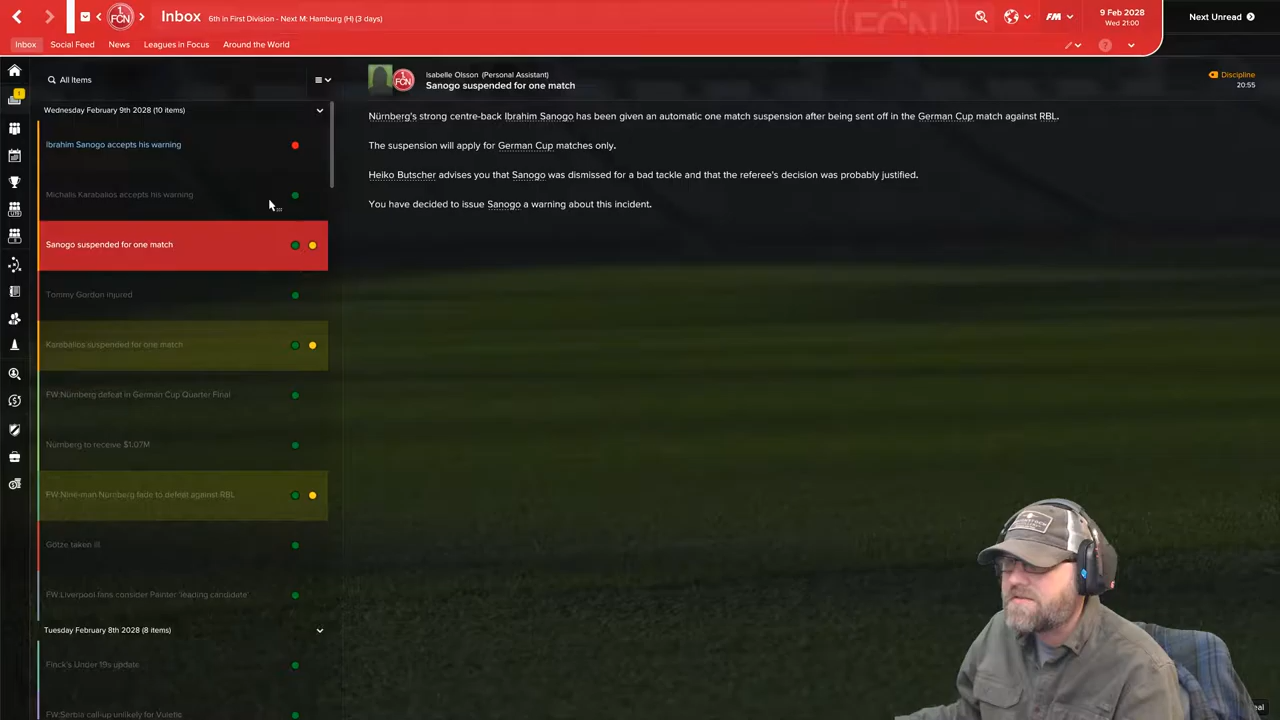 Inbox
6th in First Division - Next M: Hamburg (H) (3 days)
FM
9 Feb 2028
Wed 21:00
Next Unread
Inbox
Social Feed
News
Leagues in Focus
Around the World
All Items
Wednesday February 9th 2028 (10 items)
Ibrahim Sanogo accepts his warning
Michalis Karabalios accepts his warning
Sanogo suspended for one match
Tommy Gordon injured
Karabalios suspended for one match
FW:Nürnberg defeat in German Cup Quarter Final
Nürnberg to receive $1.07M
FW:Nine-man Nürnberg fade to defeat against RBL
Götze taken ill
FW:Liverpool fans consider Painter 'leading candidate'
Tuesday February 8th 2028 (8 items)
Finck's Under 19s update
FW:Serbia call-up unlikely for Vuletic
Isabelle Olsson (Personal Assistant)
Sanogo suspended for one match
Discipline
20:55
Nürnberg's strong centre-back Ibrahim Sanogo has been given an automatic one match suspension after being sent off in the German Cup match against RBL.
The suspension will apply for German Cup matches only.
Heiko Butscher advises you that Sanogo was dismissed for a bad tackle and that the referee's decision was probably justified.
You have decided to issue Sanogo a warning about this incident.